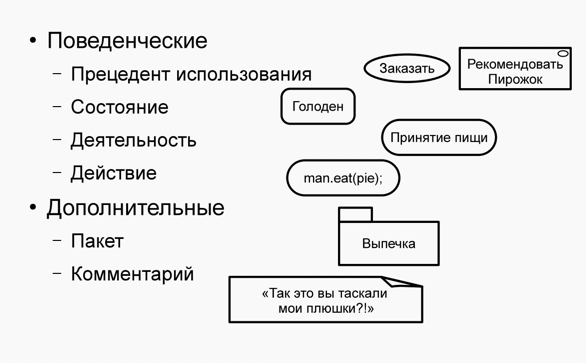 • Поведенческие
– Прецедент использования
Заказать
Рекомендовать
Пирожок
– Состояние
Голоден
– Деятельность
Принятие пищи
– Действие
man.eat(pie);
• Дополнительные
– Пакет
Выпечка
– Комментарий
«Так это вы таскали
мои плюшки?!»